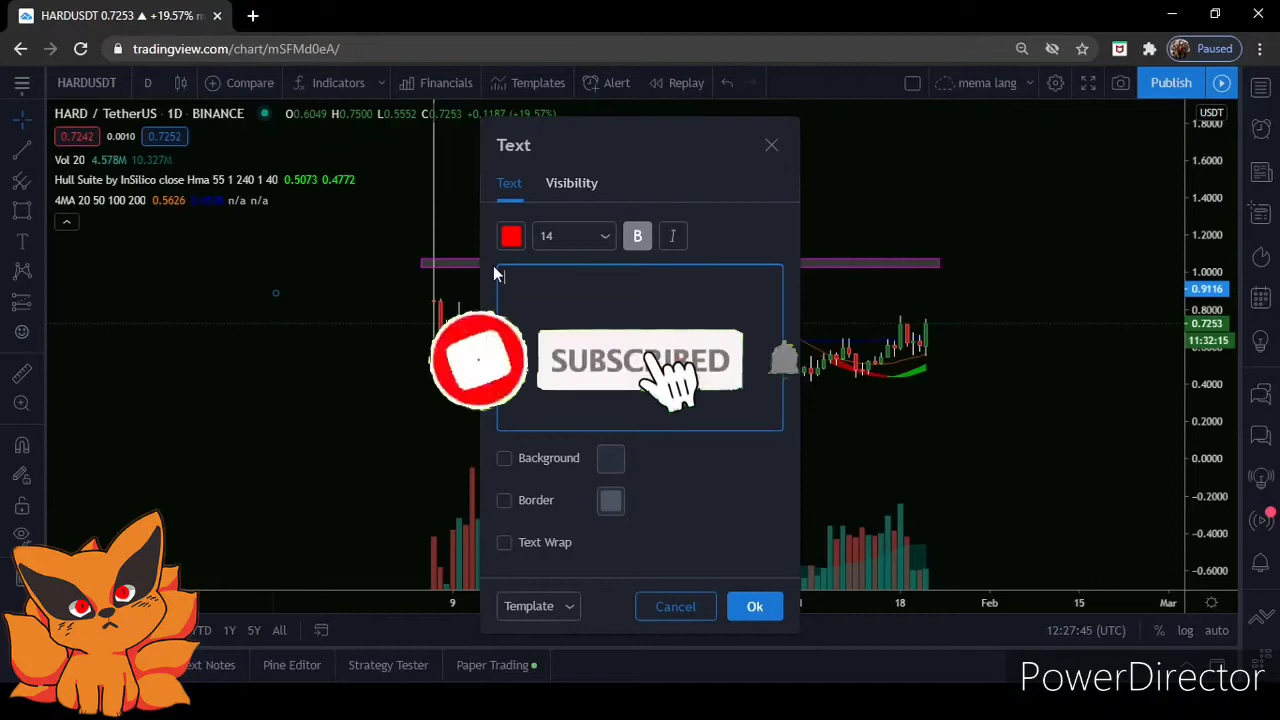 HARDUSDT 0.7253 ▲ +19.57%
tradingview.com/chart/mSFMd0eA/
Paused
HARDUSDT D Compare Indicators Financials Templates Alert Replay mema lang Publish
HARD / TetherUS · 1D · BINANCE O0.6049 H0.7500 L0.5552 C0.7253 +0.1187 (+19.57%)
USDT
0.7242 0.0010 0.7252
Vol 20 4.578M 10.327M
Hull Suite by InSilico close Hma 55 1 240 1 40 0.5073 0.4772
4MA 20 50 100 200 0.5626 n/a n/a
Text
Text Visibility
14 B I
SUBSCRIBED
Background
Border
Text Wrap
Template Cancel Ok
1.8000
1.6000
1.4000
1.2000
1.0000
0.9116
0.7253
11:32:15
0.4000
0.2000
0.0000
-0.2000
-0.4000
-0.6000
9 18 Feb 15 Mar
YTD 1Y 5Y All 12:27:45 (UTC) % log auto
Notes Pine Editor Strategy Tester Paper Trading
PowerDirector